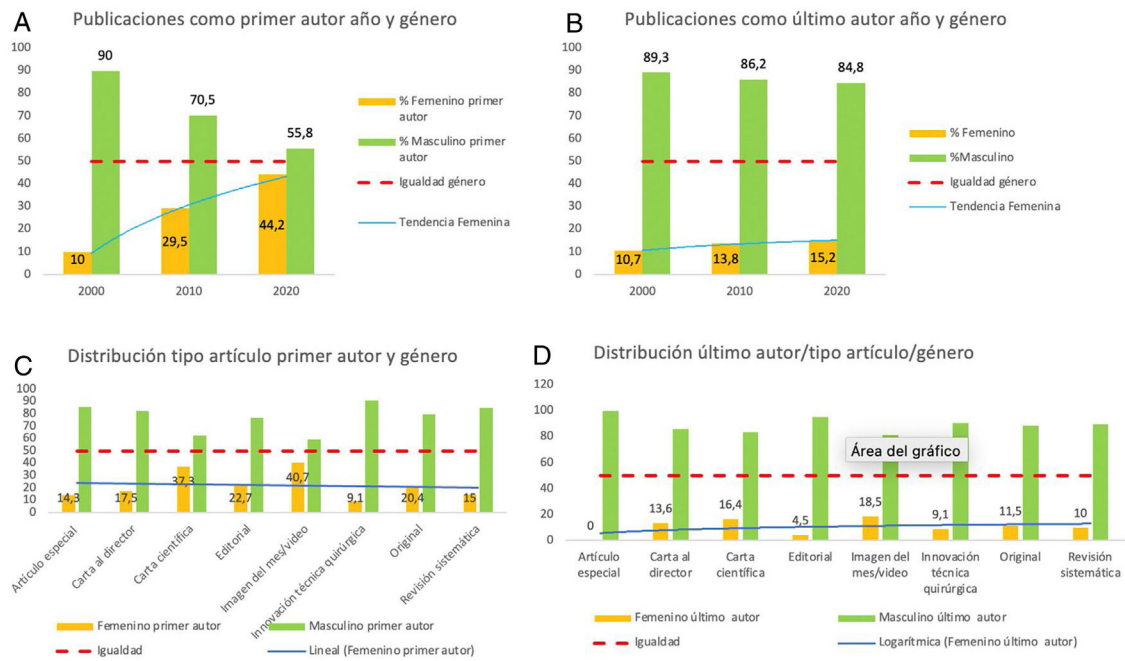 A
Publicaciones como primer autor año y género
100
90
80
70
60
50
40
30
20
10
0
90
70,5
55,8
10
29,5
44,2
2000
2010
2020
% Femenino primer
autor
% Masculino primer
autor
Igualdad género
Tendencia Femenina
B
Publicaciones como último autor año y género
100
90
80
70
60
50
40
30
20
10
0
89,3
86,2
84,8
10,7
13,8
15,2
2000
2010
2020
% Femenino
%Masculino
Igualdad género
Tendencia Femenina
C
Distribución tipo artículo primer autor y género
100
90
80
70
60
50
40
30
20
10
0
14,3
17,5
37,3
22,7
40,7
9,1
20,4
15
Artículo especial
Carta al director
Carta científica
Editorial
Imagen del mes/video
Innovación técnica quirúrgica
Original
Revisión sistemática
Femenino primer autor
Masculino primer autor
Igualdad
Lineal (Femenino primer autor)
D
Distribución último autor/tipo artículo/género
120
100
80
60
40
20
0
Área del gráfico
0
13,6
16,4
4,5
18,5
9,1
11,5
10
Artículo
especial
Carta al
director
Carta
científica
Editorial
Imagen del
mes/video
Innovación
técnica
quirúrgica
Original
Revisión
sistemática
Femenino último autor
Masculino último autor
Igualdad
Logarítmica (Femenino último autor)